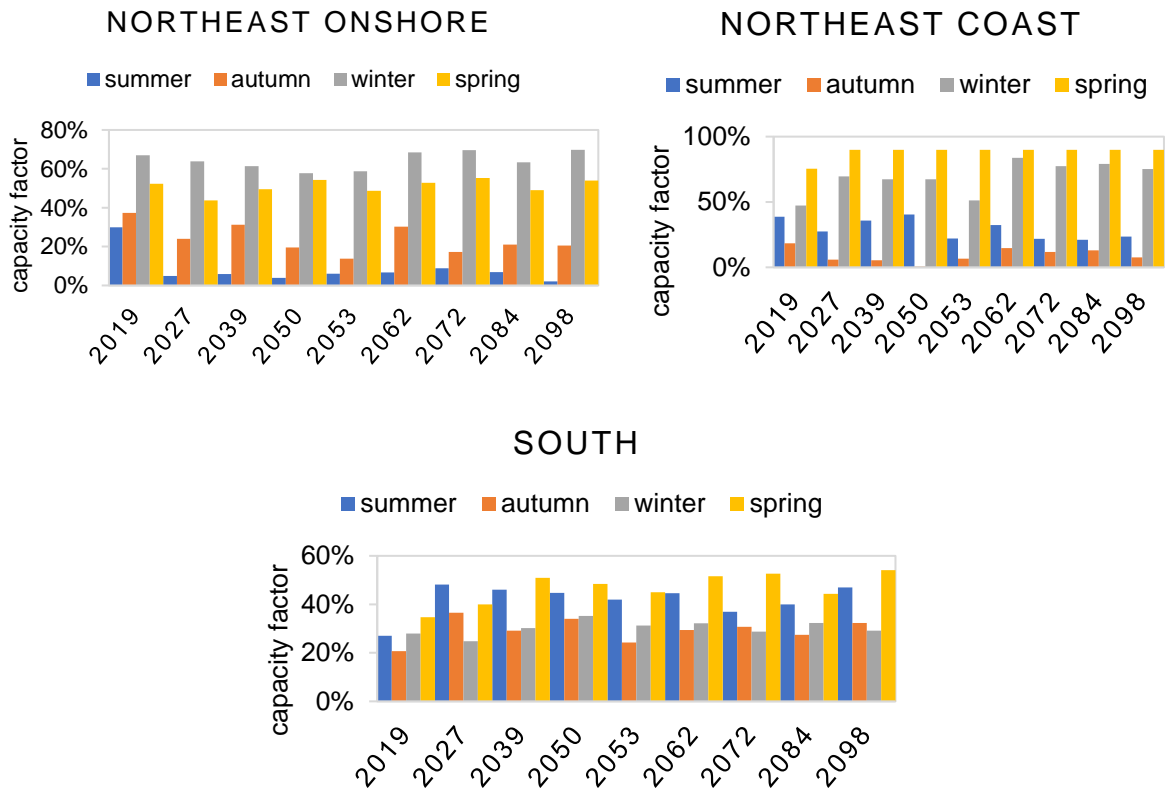 NORTHEAST ONSHORE
summer autumn winter spring
80%
60%
40%
20%
0%
capacity factor
2019 2027 2039 2050 2053 2062 2072 2084 2098
NORTHEAST COAST
summer autumn winter spring
100%
50%
0%
capacity factor
2019 2027 2039 2050 2053 2062 2072 2084 2098
SOUTH
summer autumn winter spring
60%
40%
20%
0%
capacity factor
2019 2027 2039 2050 2053 2062 2072 2084 2098